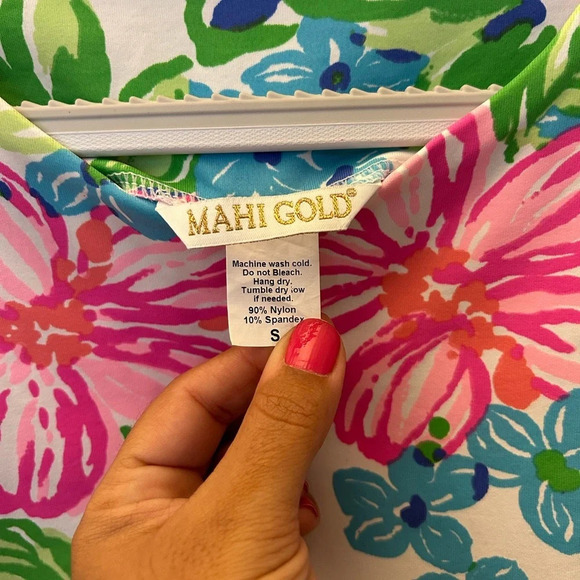 MAHI GOLD®
Machine wash cold.
Do not Bleach.
Hang dry.
Tumble dry low
if needed.
90% Nylon
10% Spandex
S